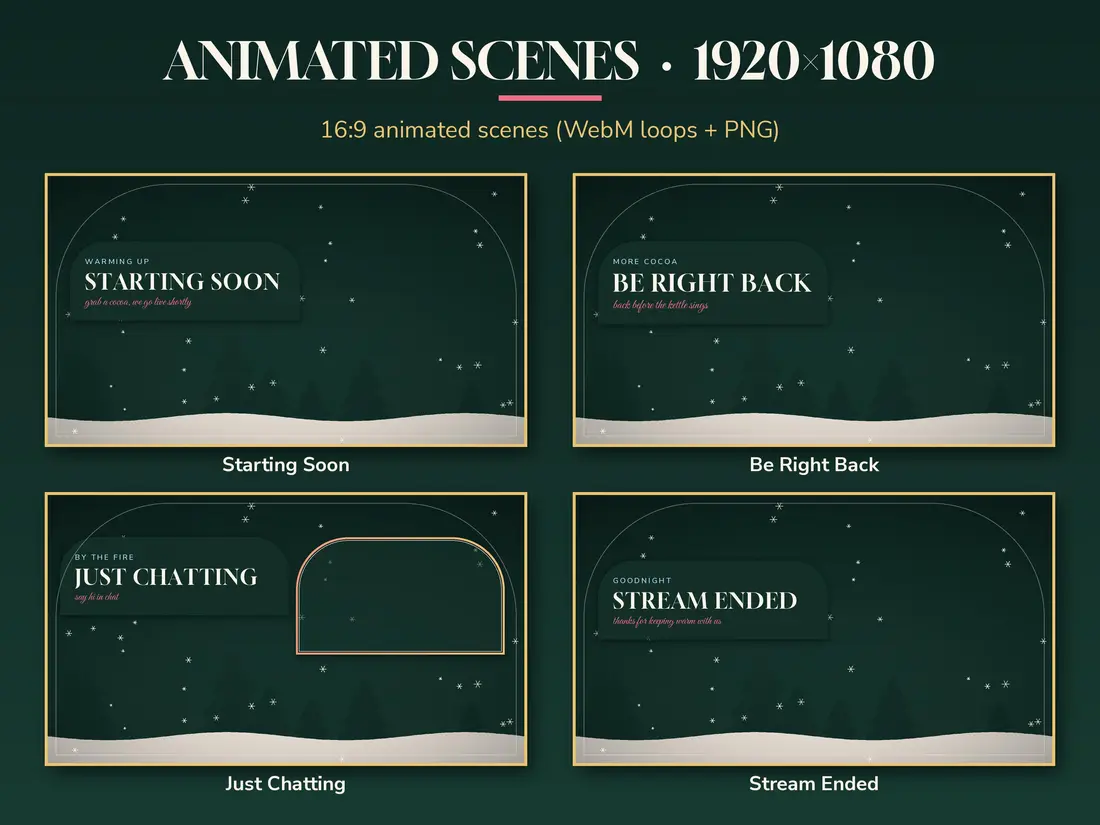 ANIMATED SCENES · 1920×1080
16:9 animated scenes (WebM loops + PNG)
WARMING UP
STARTING SOON
grab a cocoa, we go live shortly
Starting Soon
MORE COCOA
BE RIGHT BACK
back before the kettle sings
Be Right Back
BY THE FIRE
JUST CHATTING
say hi in chat
Just Chatting
GOODNIGHT
STREAM ENDED
thanks for keeping warm with us
Stream Ended